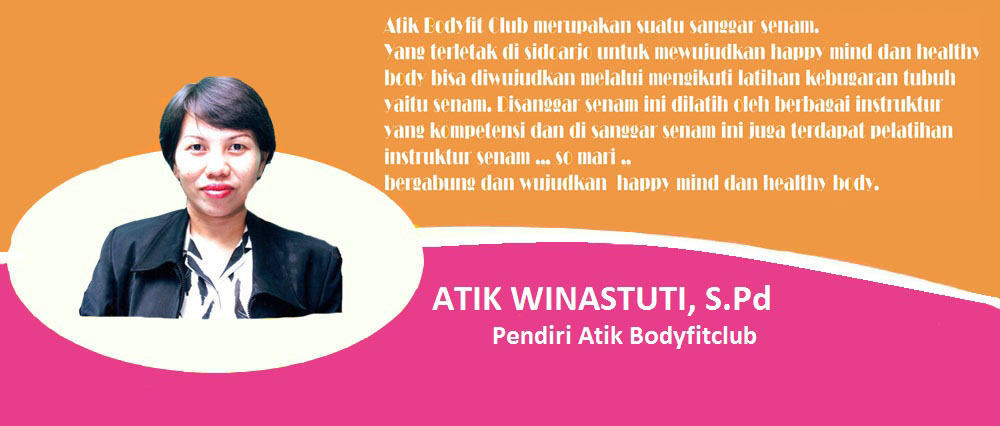 Atik Bodyfit Club merupakan suatu sanggar senam.
Yang terletak di sidoarjo untuk mewujudkan happy mind dan healthy
body bisa diwujudkan melalui mengikuti latihan kebugaran tubuh
yaitu senam. Disanggar senam ini dilatih oleh berbagai instruktur
yang kompetensi dan di sanggar senam ini juga terdapat pelatihan
instruktur senam ... so mari ..
bergabung dan wujudkan happy mind dan healthy body.
ATIK WINASTUTI, S.Pd
Pendiri Atik Bodyfitclub